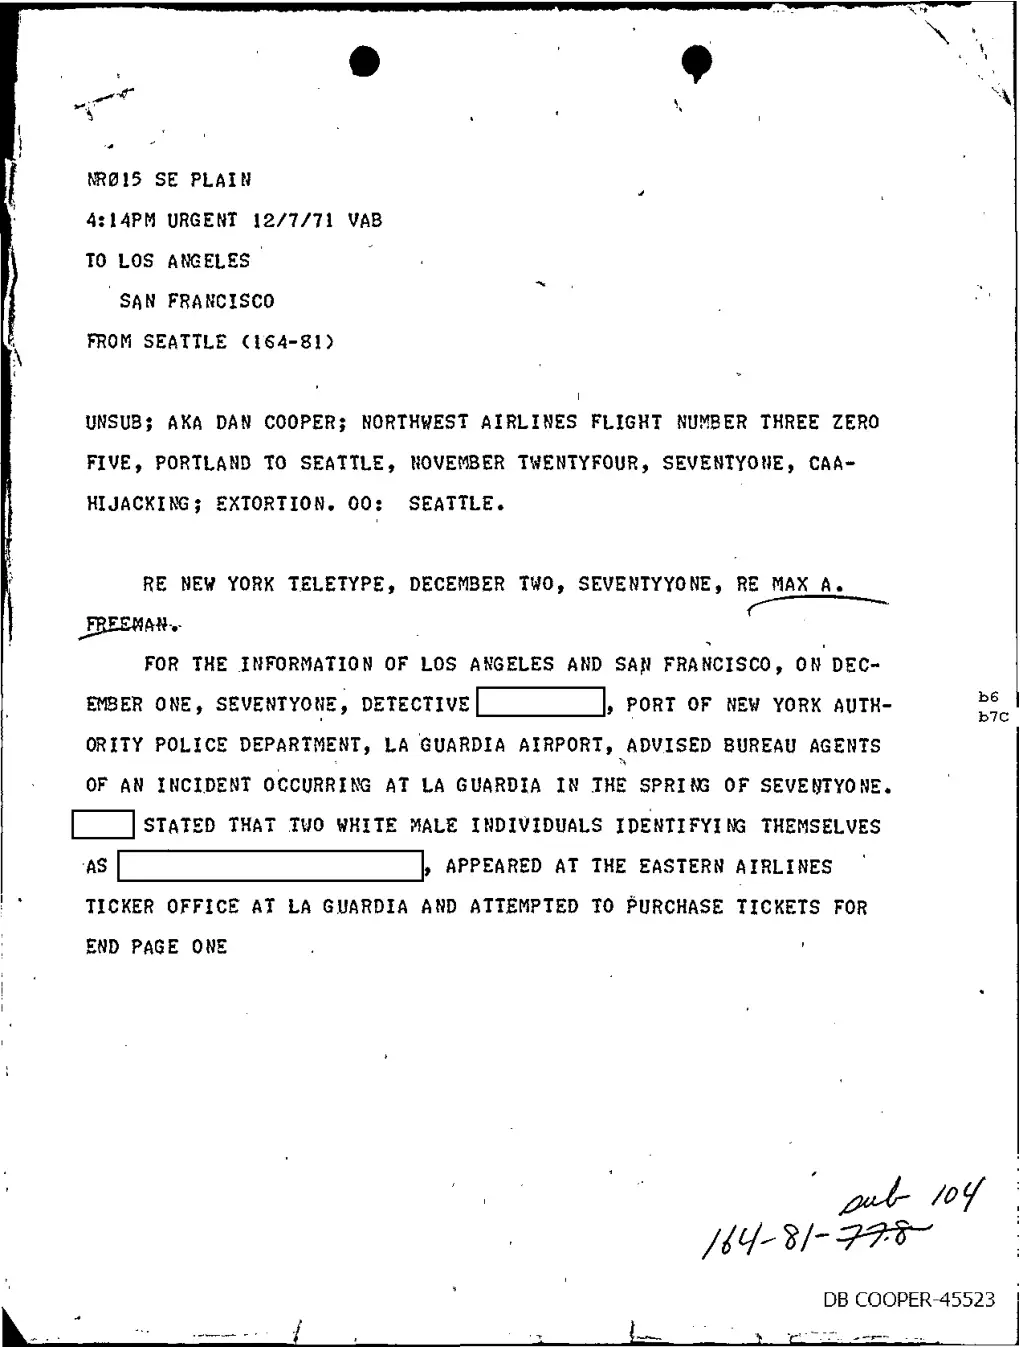 NR015 SE PLAIN
4:14PM URGENT 12/7/71 VAB
TO LOS ANGELES
SAN FRANCISCO
FROM SEATTLE (164-81)
UNSUB; AKA DAN COOPER; NORTHWEST AIRLINES FLIGHT NUMBER THREE ZERO
FIVE, PORTLAND TO SEATTLE, NOVEMBER TWENTYFOUR, SEVENTYONE, CAA-
HIJACKING; EXTORTION. OO: SEATTLE.
RE NEW YORK TELETYPE, DECEMBER TWO, SEVENTYYONE, RE MAX A.
FREEMAN.
FOR THE INFORMATION OF LOS ANGELES AND SAN FRANCISCO, ON DEC-
EMBER ONE, SEVENTYONE, DETECTIVE , PORT OF NEW YORK AUTH-
b6
b7C
ORITY POLICE DEPARTMENT, LA GUARDIA AIRPORT, ADVISED BUREAU AGENTS
OF AN INCIDENT OCCURRING AT LA GUARDIA IN THE SPRING OF SEVENTYONE.
STATED THAT TWO WHITE MALE INDIVIDUALS IDENTIFYING THEMSELVES
AS , APPEARED AT THE EASTERN AIRLINES
TICKER OFFICE AT LA GUARDIA AND ATTEMPTED TO PURCHASE TICKETS FOR
END PAGE ONE
sub 104
164-81-778
DB COOPER-45523